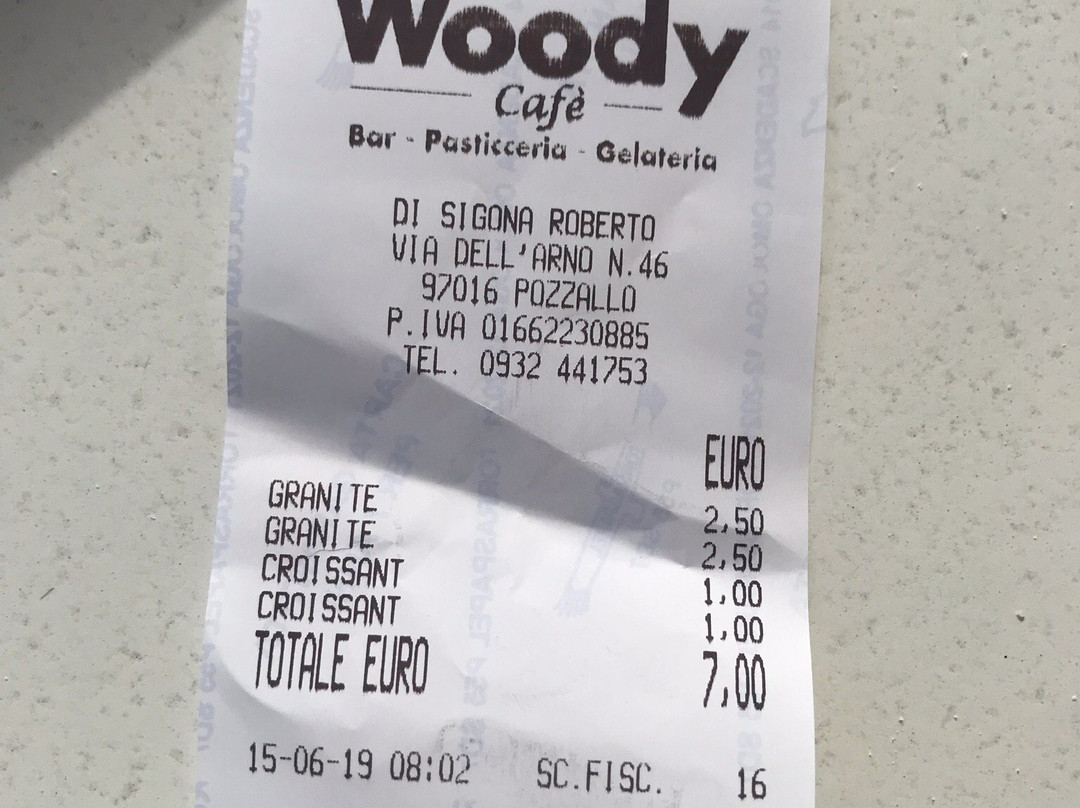 Woody
Cafè
Bar - Pasticceria - Gelateria
DI SIGONA ROBERTO
VIA DELL'ARNO N.46
97016 POZZALLO
P.IVA 01662230885
TEL. 0932 441753
EURO
GRANITE 2,50
GRANITE 2,50
CROISSANT 1,00
CROISSANT 1,00
TOTALE EURO 7,00
15-06-19 08:02 SC.FISC. 16